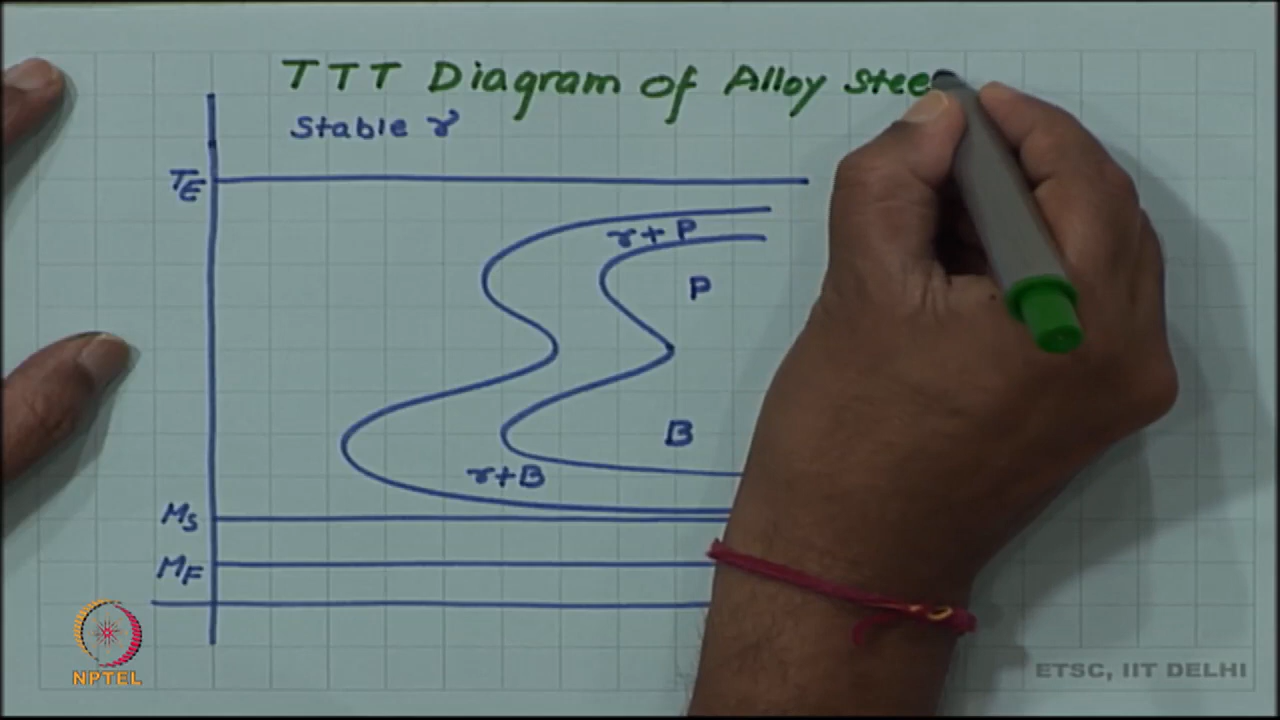 TTT Diagram of Alloy Stee
Stable γ
TE
γ+P
P
B
γ+B
MS
MF
NPTEL
ETSC, IIT DELHI